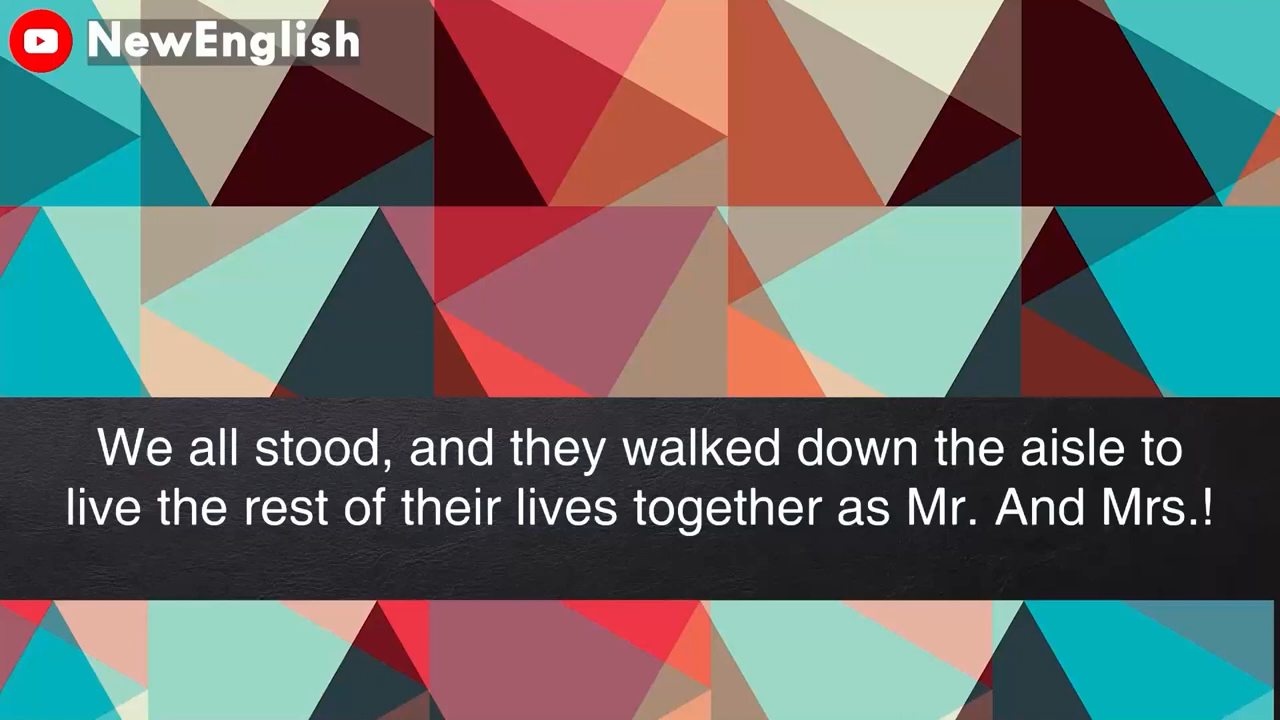 NewEnglish
We all stood, and they walked down the aisle to
live the rest of their lives together as Mr. And Mrs.!